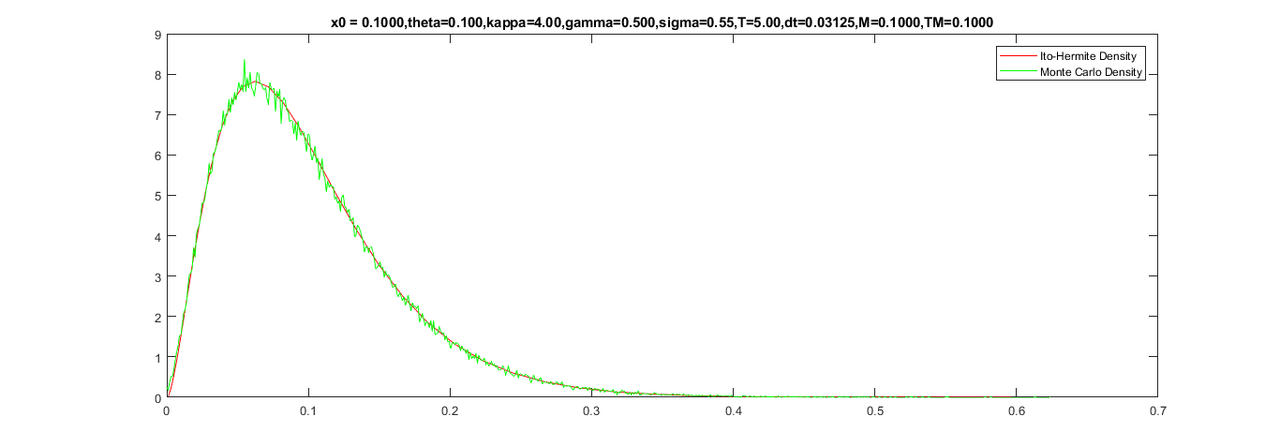 x0 = 0.1000,theta=0.100,kappa=4.00,gamma=0.500,sigma=0.55,T=5.00,dt=0.03125,M=0.1000,TM=0.1000
Ito-Hermite Density
Monte Carlo Density
9
8
7
6
5
4
3
2
1
0
0 0.1 0.2 0.3 0.4 0.5 0.6 0.7